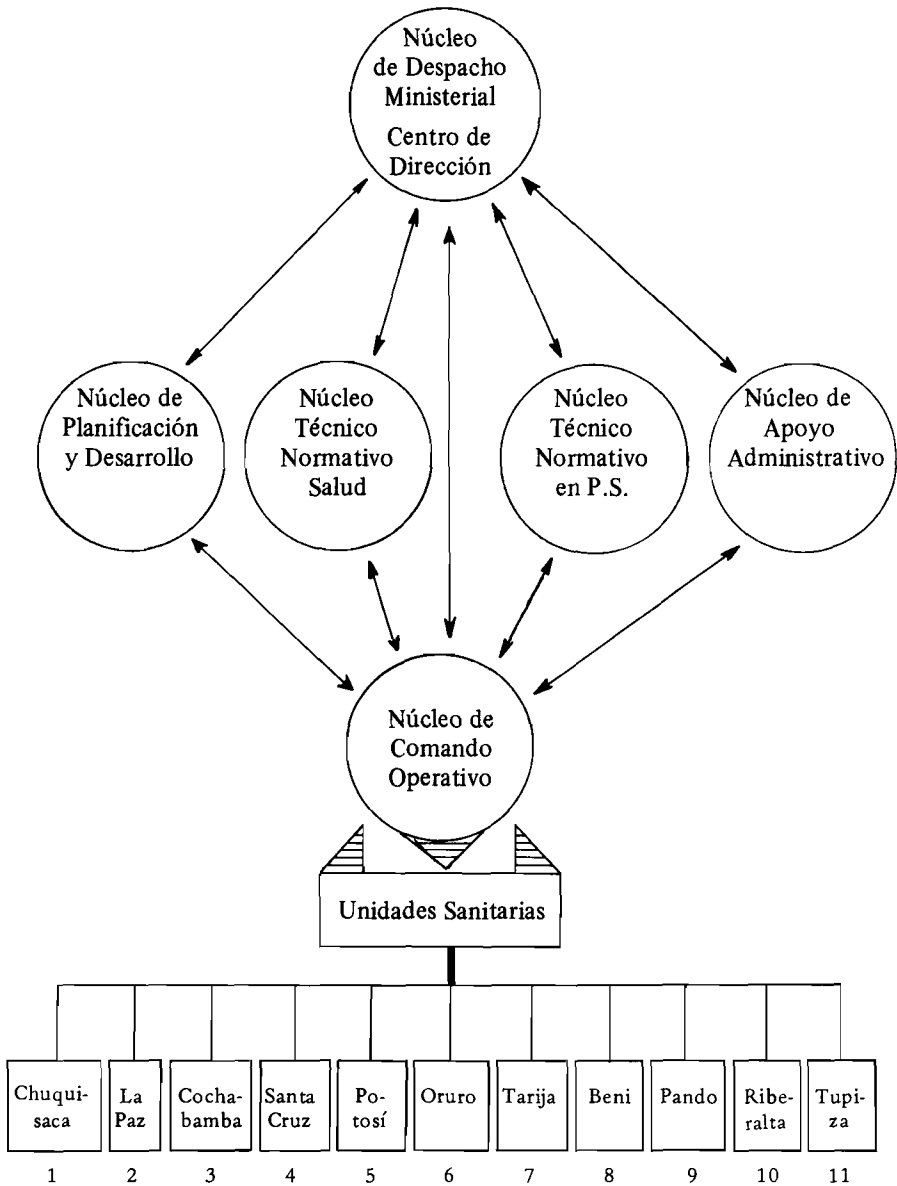 Núcleo
de Despacho
Ministerial
Centro de
Dirección
Núcleo de
Planificación
y Desarrollo
Núcleo
Técnico
Normativo
Salud
Núcleo
Técnico
Normativo
en P.S.
Núcleo de
Apoyo
Administrativo
Núcleo de
Comando
Operativo
Unidades Sanitarias
Chuqui-
saca
La
Paz
Cocha-
bamba
Santa
Cruz
Po-
tosí
Oruro
Tarija
Beni
Pando
Ribe-
ralta
Tupi-
za
1 2 3 4 5 6 7 8 9 10 11